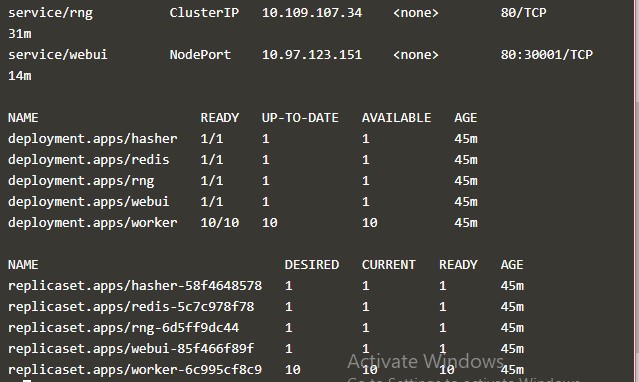 service/rng          ClusterIP   10.109.107.34    <none>        80/TCP
31m
service/webui        NodePort    10.97.123.151    <none>        80:30001/TCP
14m
NAME                     READY   UP-TO-DATE   AVAILABLE   AGE
deployment.apps/hasher   1/1     1            1           45m
deployment.apps/redis    1/1     1            1           45m
deployment.apps/rng      1/1     1            1           45m
deployment.apps/webui    1/1     1            1           45m
deployment.apps/worker   10/10   10           10          45m
NAME                                DESIRED   CURRENT   READY   AGE
replicaset.apps/hasher-58f4648578   1         1         1       45m
replicaset.apps/redis-5c7c978f78    1         1         1       45m
replicaset.apps/rng-6d5ff9dc44      1         1         1       45m
replicaset.apps/webui-85f466f89f    1         1         1       45m
replicaset.apps/worker-6c995cf8c9   10        10        10      45m
Activate Windows
Go to Settings to activate Windows